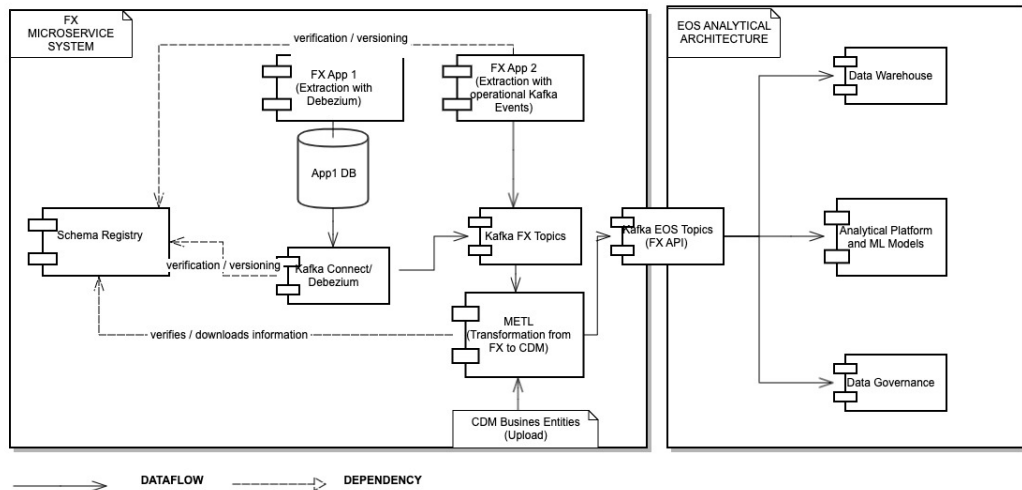 FX
MICROSERVICE
SYSTEM
verification / versioning
FX App 1
(Extraction with
Debezium)
FX App 2
(Extraction with
operational Kafka
Events)
App1 DB
Schema Registry
verification / versioning
Kafka Connect/
Debezium
Kafka FX Topics
Kafka EOS Topics
(FX API)
verifies / downloads information
METL
(Transformation from
FX to CDM)
CDM Busines Entities
(Upload)
EOS ANALYTICAL
ARCHITECTURE
Data Warehouse
Analytical Platform
and ML Models
Data Governance
DATAFLOW
DEPENDENCY